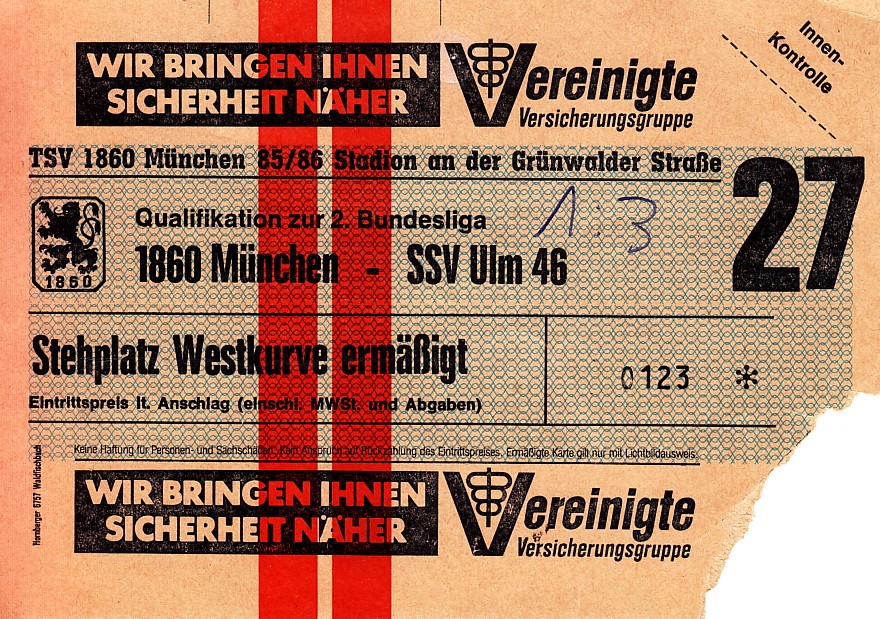 WIR BRINGEN IHNEN
SICHERHEIT NÄHER
Vereinigte
Versicherungsgruppe
Innen-
Kontrolle
TSV 1860 München 85/86 Stadion an der Grünwalder Straße
27
Qualifikation zur 2. Bundesliga
1:3
1860 München - SSV Ulm 46
1860
Stehplatz Westkurve ermäßigt
0123 *
Eintrittspreis lt. Anschlag (einschl. MWSt. und Abgaben)
Keine Haftung für Personen- und Sachschäden. Kein Anspruch auf Rückzahlung des Eintrittspreises. Ermäßigte Karte gilt nur mit Lichtbildausweis.
Hornberger 6757 Waldfischbach
WIR BRINGEN IHNEN
SICHERHEIT NÄHER
Vereinigte
Versicherungsgruppe